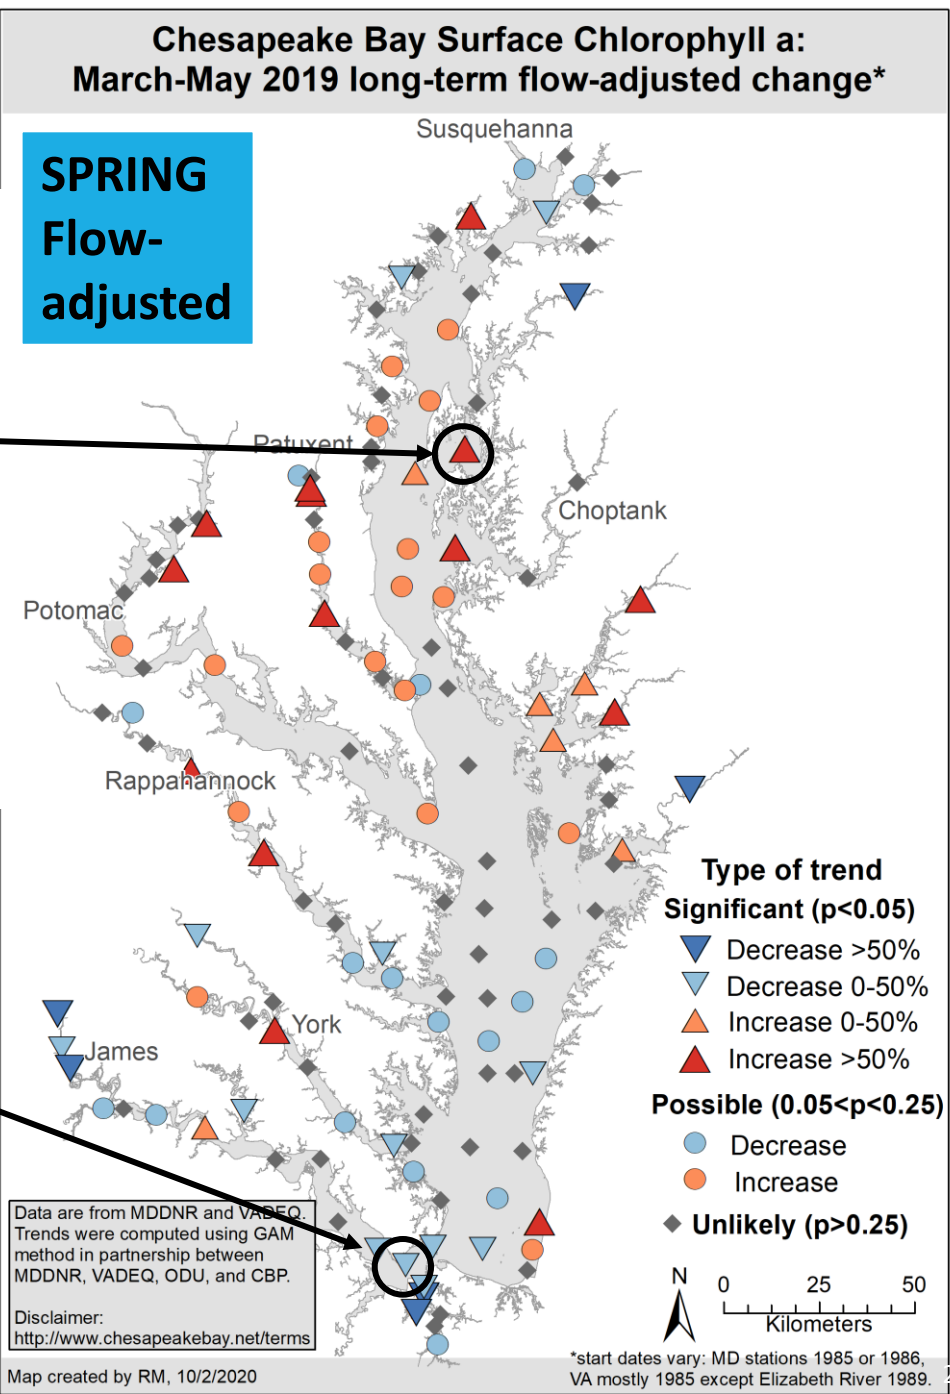 Chesapeake Bay Surface Chlorophyll a:
March-May 2019 long-term flow-adjusted change*
SPRING
Flow-
adjusted
Susquehanna
Patuxent
Choptank
Potomac
Rappahannock
York
James
Type of trend
Significant (p<0.05)
Decrease >50%
Decrease 0-50%
Increase 0-50%
Increase >50%
Possible (0.05<p<0.25)
Decrease
Increase
Unlikely (p>0.25)
Data are from MDDNR and VADEQ.
Trends were computed using GAM
method in partnership between
MDDNR, VADEQ, ODU, and CBP.
Disclaimer:
http://www.chesapeakebay.net/terms
N
0 25 50
Kilometers
Map created by RM, 10/2/2020
*start dates vary: MD stations 1985 or 1986,
VA mostly 1985 except Elizabeth River 1989.